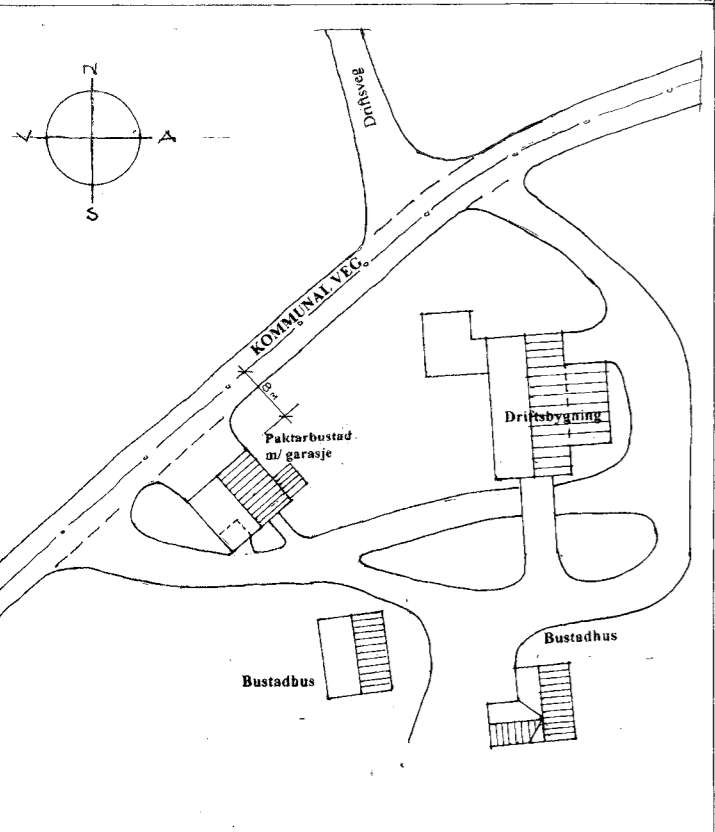 N
V A
S
Driftsveg
KOMMUNAL VEG
8 M
Paktarbustad
m/ garasje
Driftsbygning
Bustadhus
Bustadhus